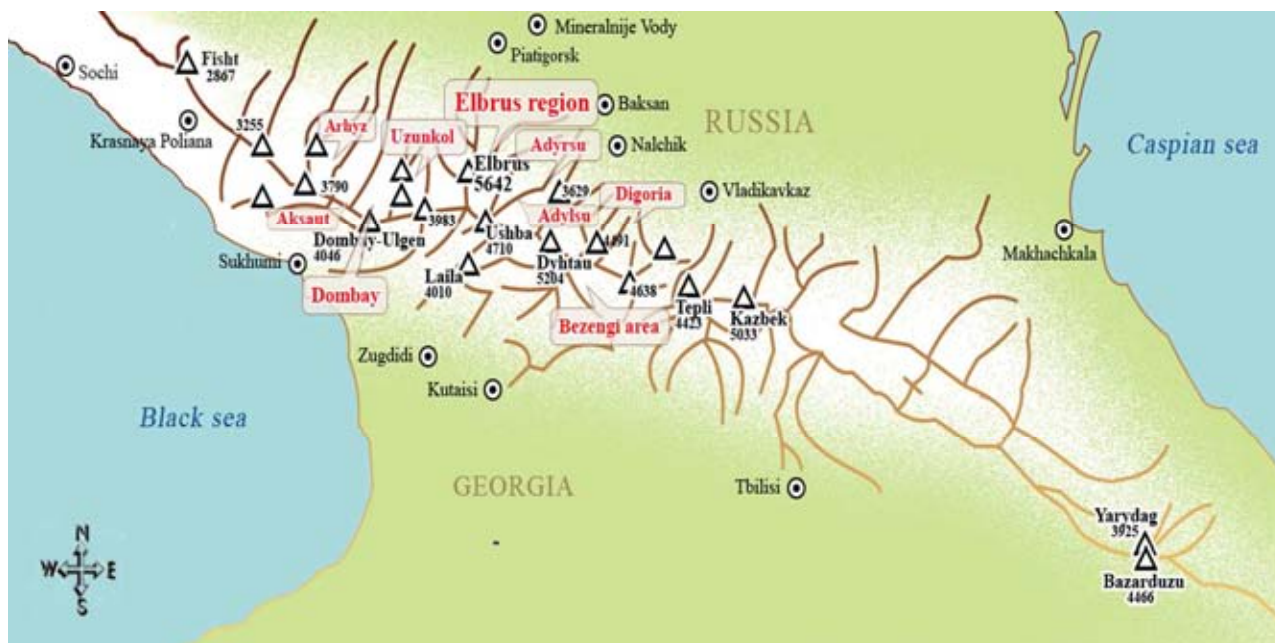 Mineralnije Vody
Piatigorsk
Fisht
2867
Sochi
Elbrus region
Baksan
RUSSIA
Caspian sea
3255
Arhyz
Uzunkol
Krasnaya Poliana
Adyrsu
Nalchik
Elbrus
5642
3790
3629
Digoria
Vladikavkaz
Aksaut
3983
Adylsu
Ushba
4710
4491
Dombay-Ulgen
4046
Makhachkala
Sukhumi
Laila
4010
Dyhtau
5204
4638
Dombay
Tepli
4423
Kazbek
5033
Bezengi area
Zugdidi
Kutaisi
Black sea
GEORGIA
Tbilisi
Yarydag
3925
Bazarduzu
4466
N
W E
S